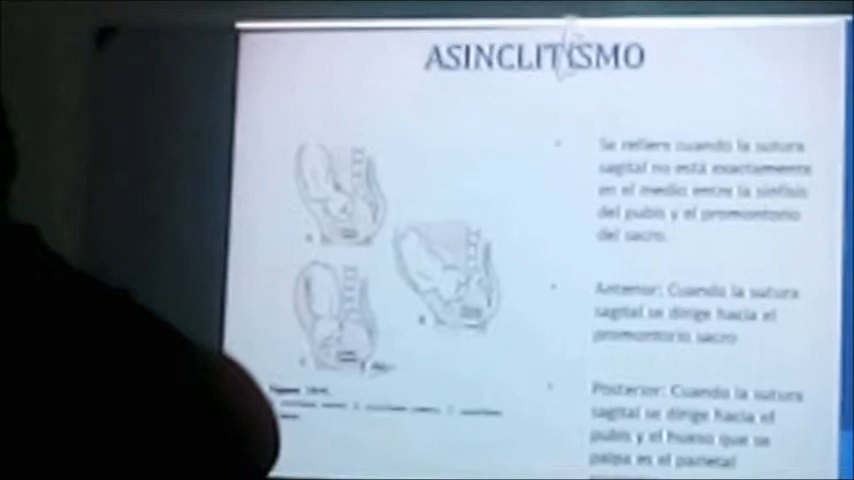 ASINCLITISMO
Se refiere cuando la sutura
sagital no está exactamente
en el medio entre la sínfisis
del pubis y el promontorio
del sacro.
Anterior: Cuando la sutura
sagital se dirige hacia el
promontorio sacro
Posterior: Cuando la sutura
sagital se dirige hacia el
pubis y el hueso que se
palpa es el parietal